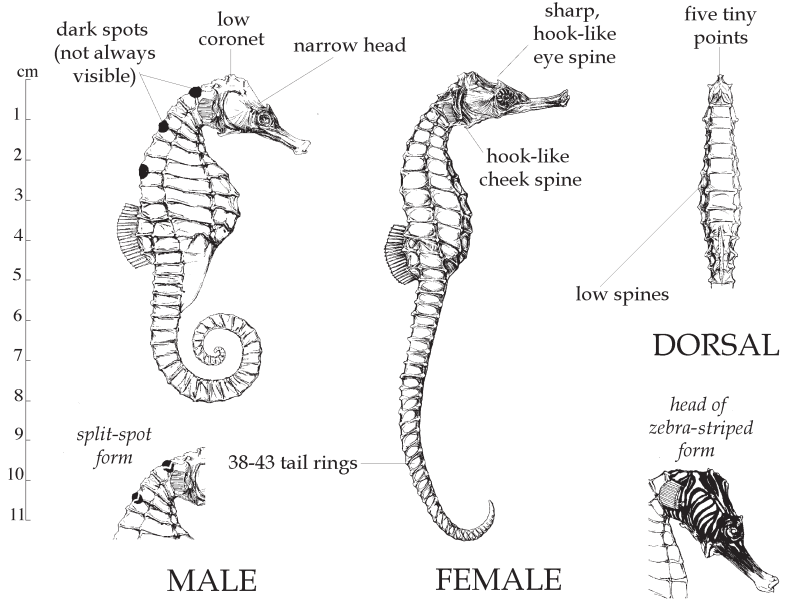 dark spots
(not always
visible)
low
coronet
narrow head
sharp,
hook-like
eye spine
five tiny
points
cm
1
2
3
4
5
6
7
8
9
10
11
hook-like
cheek spine
low spines
DORSAL
split-spot
form
38-43 tail rings
head of
zebra-striped
form
MALE
FEMALE